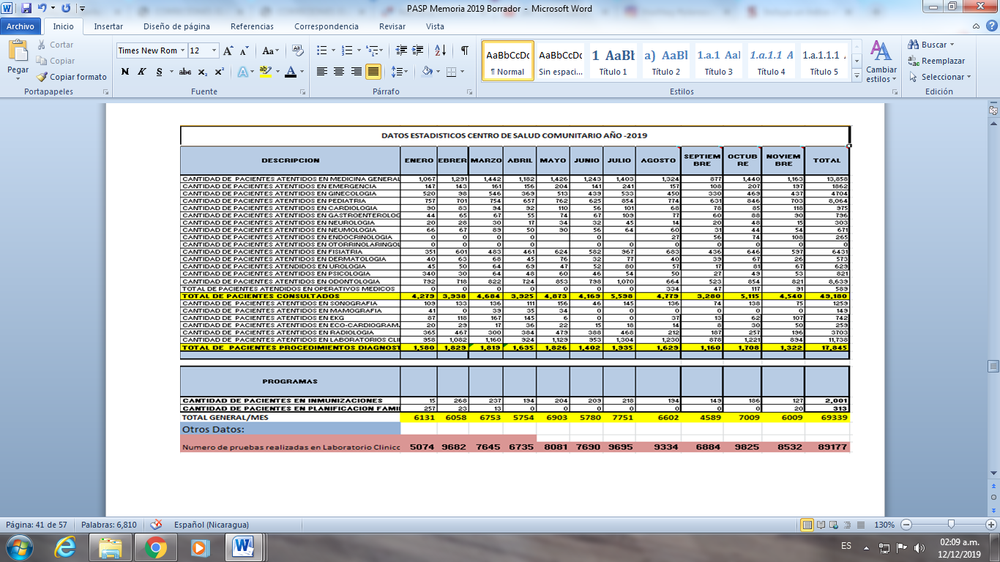 PASP Memoria 2019 Borrador - Microsoft Word
Archivo Inicio Insertar Diseño de página Referencias Correspondencia Revisar Vista
Pegar
Cortar
Copiar
Copiar formato
Portapapeles
Times New Rom 12
N K S abc x₂ x²
Fuente
Párrafo
AaBbCcDc AaBbCcDc 1 AaBb a) AaBl 1.a.1 Aal 1.a.1.1 A 1.a.1.1.1
¶ Normal Sin espaci... Título 1 Título 2 Título 3 Título 4 Título 5
Estilos
Cambiar estilos
Buscar
Reemplazar
Seleccionar
Edición
DATOS ESTADISTICOS CENTRO DE SALUD COMUNITARIO AÑO -2019
DESCRIPCION ENERO EBRER MARZO ABRIL MAYO JUNIO JULIO AGOSTO SEPTIEMBRE OCTUBRE NOVIEMBRE TOTAL
CANTIDAD DE PACIENTES ATENTIDOS EN MEDICINA GENERAL 1,067 1,291 1,442 1,182 1,426 1,243 1,403 1,324 877 1,440 1,163 13,858
CANTIDAD DE PACIENTES ATENTIDOS EN EMERGENCIA 147 143 161 156 204 141 241 157 108 207 197 1862
CANTIDAD DE PACIENTES ATENTIDOS EN GINECOLOGIA 520 98 546 369 513 439 533 450 330 469 437 4704
CANTIDAD DE PACIENTES ATENTIDOS EN PEDIATRIA 757 701 754 657 762 625 854 774 631 846 703 8,064
CANTIDAD DE PACIENTES ATENTIDOS EN CARDIOLOGIA 90 83 94 92 110 56 101 68 78 85 118 975
CANTIDAD DE PACIENTES ATENTIDOS EN GASTROENTEROLOG 44 65 67 55 74 67 109 77 60 88 90 796
CANTIDAD DE PACIENTES ATENTIDOS EN NEUROLOGIA 20 28 30 17 34 32 45 14 20 48 15 303
CANTIDAD DE PACIENTES ATENTIDOS EN NEUMOLOGIA 66 67 89 50 90 56 64 60 31 44 54 671
CANTIDAD DE PACIENTES ATENTIDOS EN ENDOCRINOLOGIA 0 0 0 0 0 27 56 74 108 265
CANTIDAD DE PACIENTES ATENTIDOS EN OTORRINOLARINGOL 0 0 0 0 0 0 0 0 0 0
CANTIDAD DE PACIENTES ATENTIDOS EN FISIATRIA 351 601 483 461 624 582 967 683 436 646 597 6431
CANTIDAD DE PACIENTES ATENTIDOS EN DERMATOLOGIA 40 63 68 45 76 32 77 40 39 67 26 573
CANTIDAD DE PACIENTES ATENDIDOS EN UROLOGIA 45 50 64 69 47 52 80 57 17 81 67 629
CANTIDAD DE PACIENTES ATENTIDOS EN PSICOLOGIA 340 30 64 48 60 46 54 50 27 49 53 821
CANTIDAD DE PACIENTES ATENTIDOS EN ODONTOLOGIA 792 718 822 724 853 798 1,070 664 523 854 821 8,639
TOTAL DE PACIENTES ATENDIDOS EN OPERATIVOS MEDICOS 0 0 0 0 0 0 0 334 47 117 91 589
TOTAL DE PACIENTES CONSULTADOS 4,279 3,938 4,684 3,925 4,873 4,169 5,598 4,779 3,280 5,115 4,540 49,180
CANTIDAD DE PACIENTES ATENTIDOS EN SONOGRAFIA 109 133 136 111 156 46 145 136 74 138 75 1259
CANTIDAD DE PACIENTES ATENTIDOS EN MAMOGRAFIA 41 0 39 35 34 0 0 0 0 0 0 149
CANTIDAD DE PACIENTES ATENTIDOS EN EKG 87 118 167 145 6 0 0 37 13 62 107 742
CANTIDAD DE PACIENTES ATENTIDOS EN ECO-CARDIOGRAMA 20 29 17 36 22 15 18 14 8 30 50 259
CANTIDAD DE PACIENTES ATENTIDOS EN RADIOLOGIA 365 467 300 384 479 388 468 212 187 257 196 3703
CANTIDAD DE PACIENTES ATENTIDOS EN LABORATORIOS CLI 958 1,082 1,160 924 1,129 953 1,304 1,230 878 1,221 894 11,738
TOTAL DE PACIENTES PROCEDIMIENTOS DIAGNOST 1,580 1,829 1,819 1,635 1,826 1,402 1,935 1,629 1,160 1,708 1,322 17,845
PROGRAMAS
CANTIDAD DE PACIENTES EN INMUNIZACIONES 15 268 237 194 204 209 218 194 149 186 127 2,001
CANTIDAD DE PACIENTES EN PLANIFICACION FAMI 257 23 13 0 0 0 0 0 0 0 20 313
TOTAL GENERAL/MES 6131 6058 6753 5754 6903 5780 7751 6602 4589 7009 6009 69339
Otros Datos:
Numero de pruebas realizadas en Laboratorio Clinico 5074 9682 7645 6735 8081 7690 9695 9334 6884 9825 8532 89177
Página: 41 de 57 Palabras: 6,810 Español (Nicaragua) 130%
ES 02:09 a.m.
12/12/2019